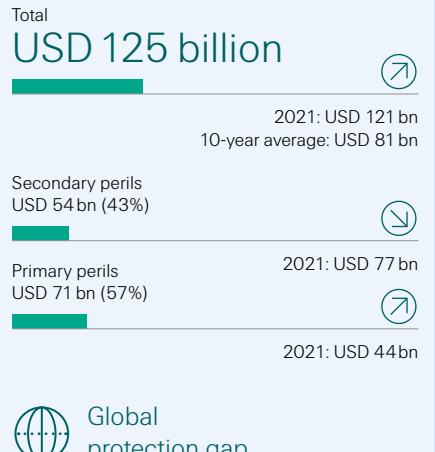 Total
USD 125 billion
2021: USD 121 bn
10-year average: USD 81 bn
Secondary perils
USD 54 bn (43%)
2021: USD 77 bn
Primary perils
USD 71 bn (57%)
2021: USD 44 bn
Global
protection gap